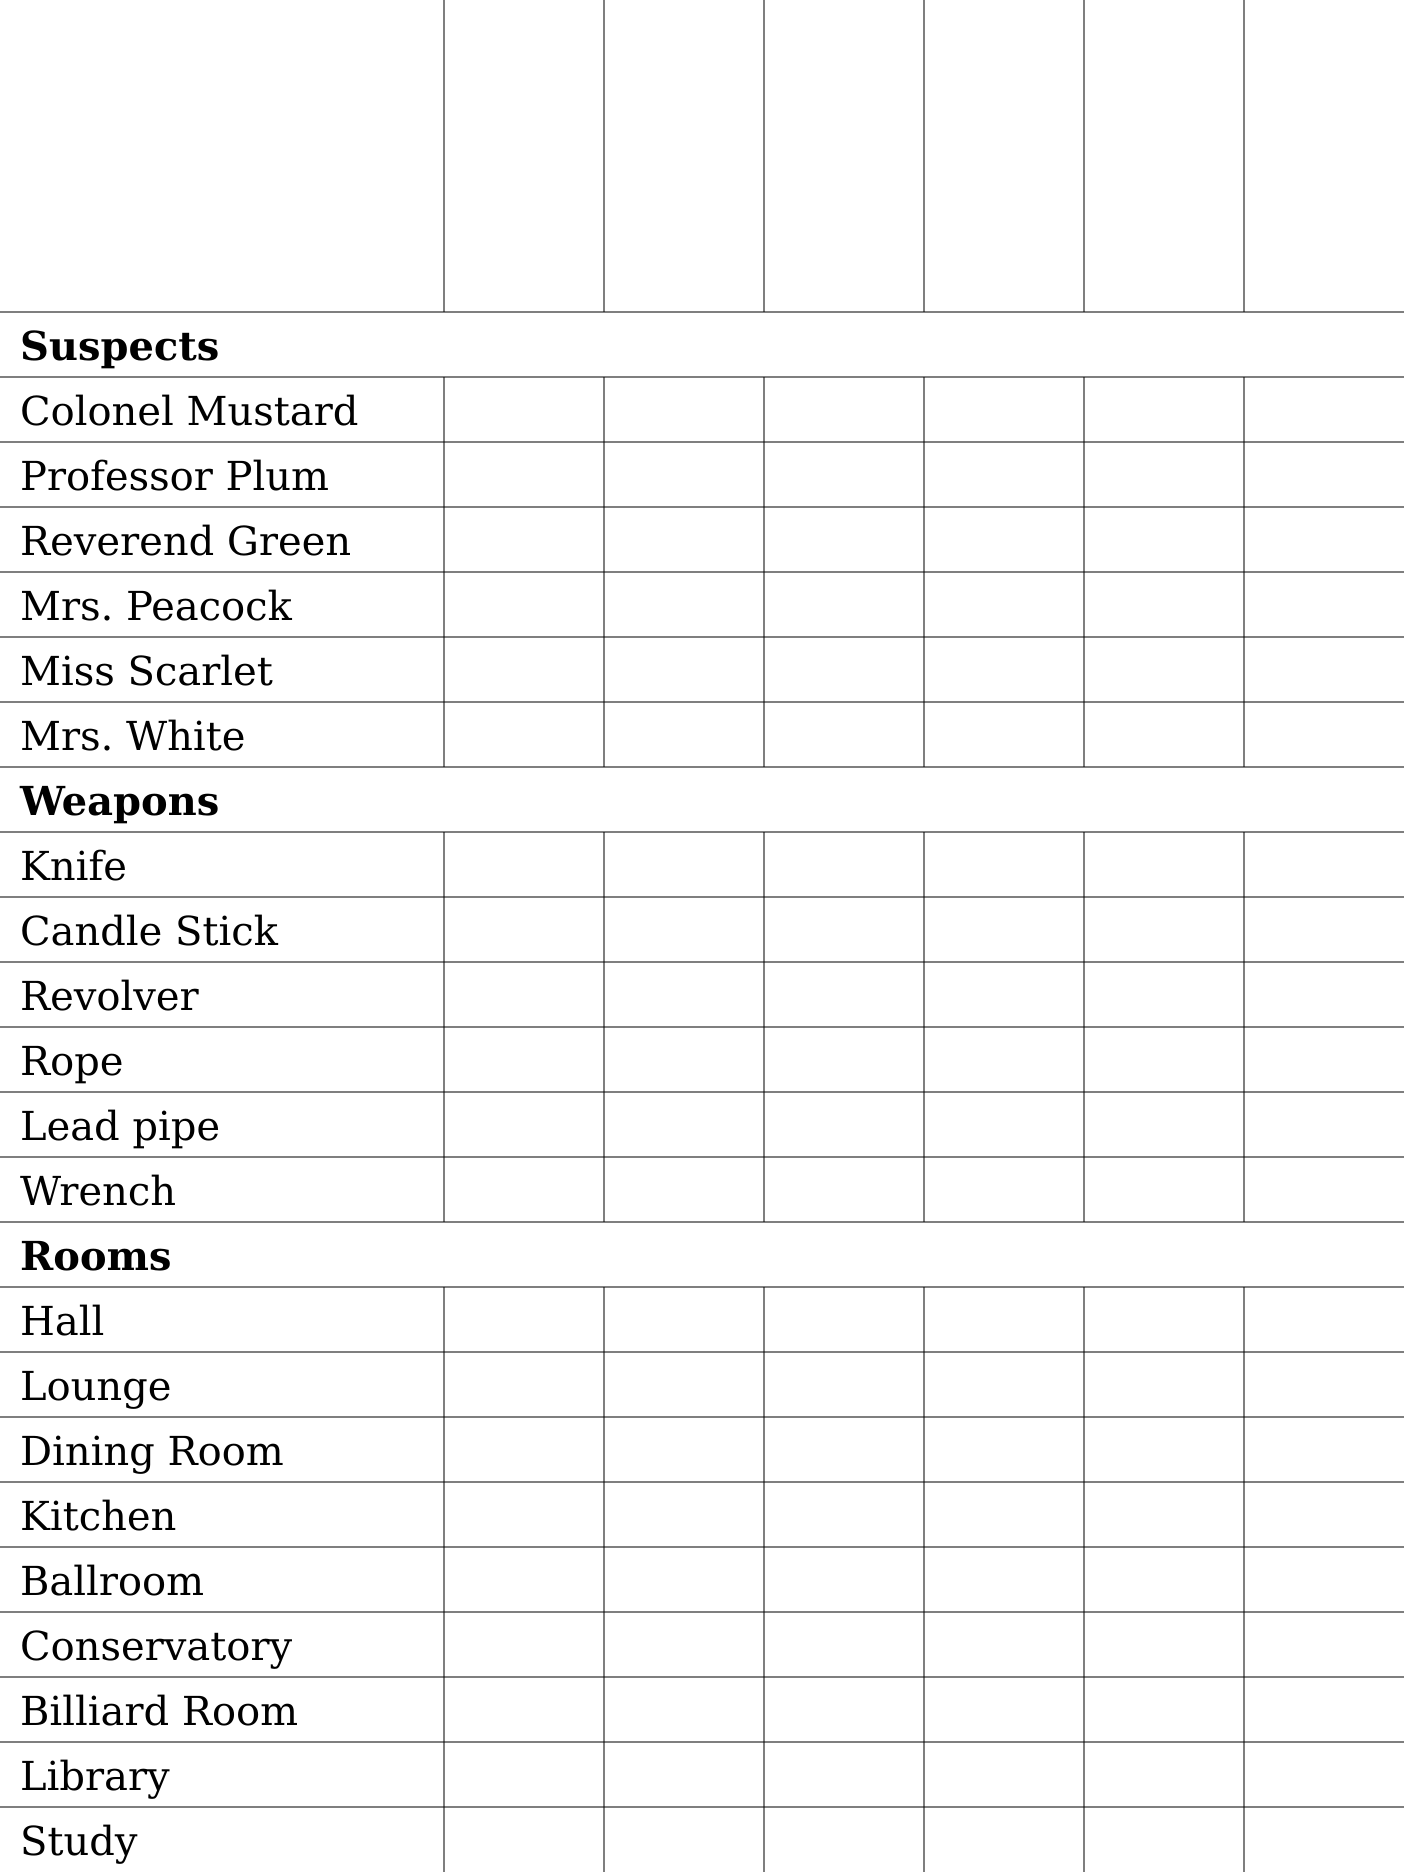 Suspects
Colonel Mustard
Professor Plum
Reverend Green
Mrs. Peacock
Miss Scarlet
Mrs. White
Weapons
Knife
Candle Stick
Revolver
Rope
Lead pipe
Wrench
Rooms
Hall
Lounge
Dining Room
Kitchen
Ballroom
Conservatory
Billiard Room
Library
Study